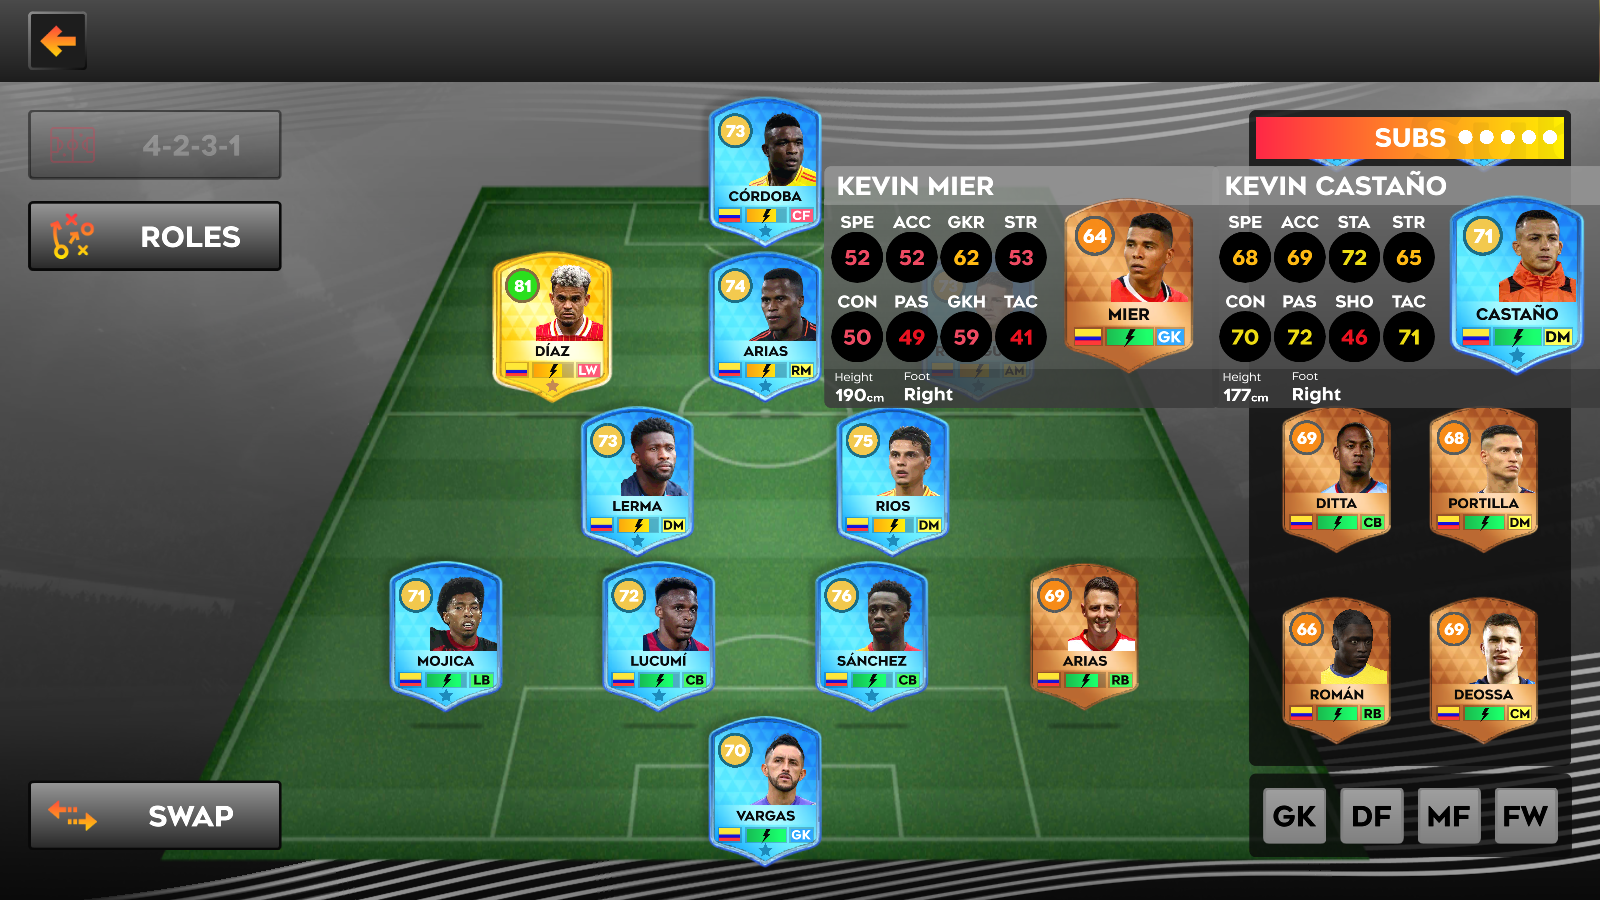 4-2-3-1
ROLES
SWAP
73
CÓRDOBA
CF
81
DÍAZ
LW
74
ARIAS
RM
AM
73
LERMA
DM
75
RIOS
DM
71
MOJICA
LB
72
LUCUMÍ
CB
76
SÁNCHEZ
CB
69
ARIAS
RB
70
VARGAS
GK
KEVIN MIER
SPE ACC GKR STR
52 52 62 53
CON PAS GKH TAC
50 49 59 41
Height Foot
190cm Right
64
MIER
GK
SUBS
KEVIN CASTAÑO
SPE ACC STA STR
68 69 72 65
CON PAS SHO TAC
70 72 46 71
Height Foot
177cm Right
71
CASTAÑO
DM
69
DITTA
CB
68
PORTILLA
DM
66
ROMÁN
RB
69
DEOSSA
CM
GK DF MF FW